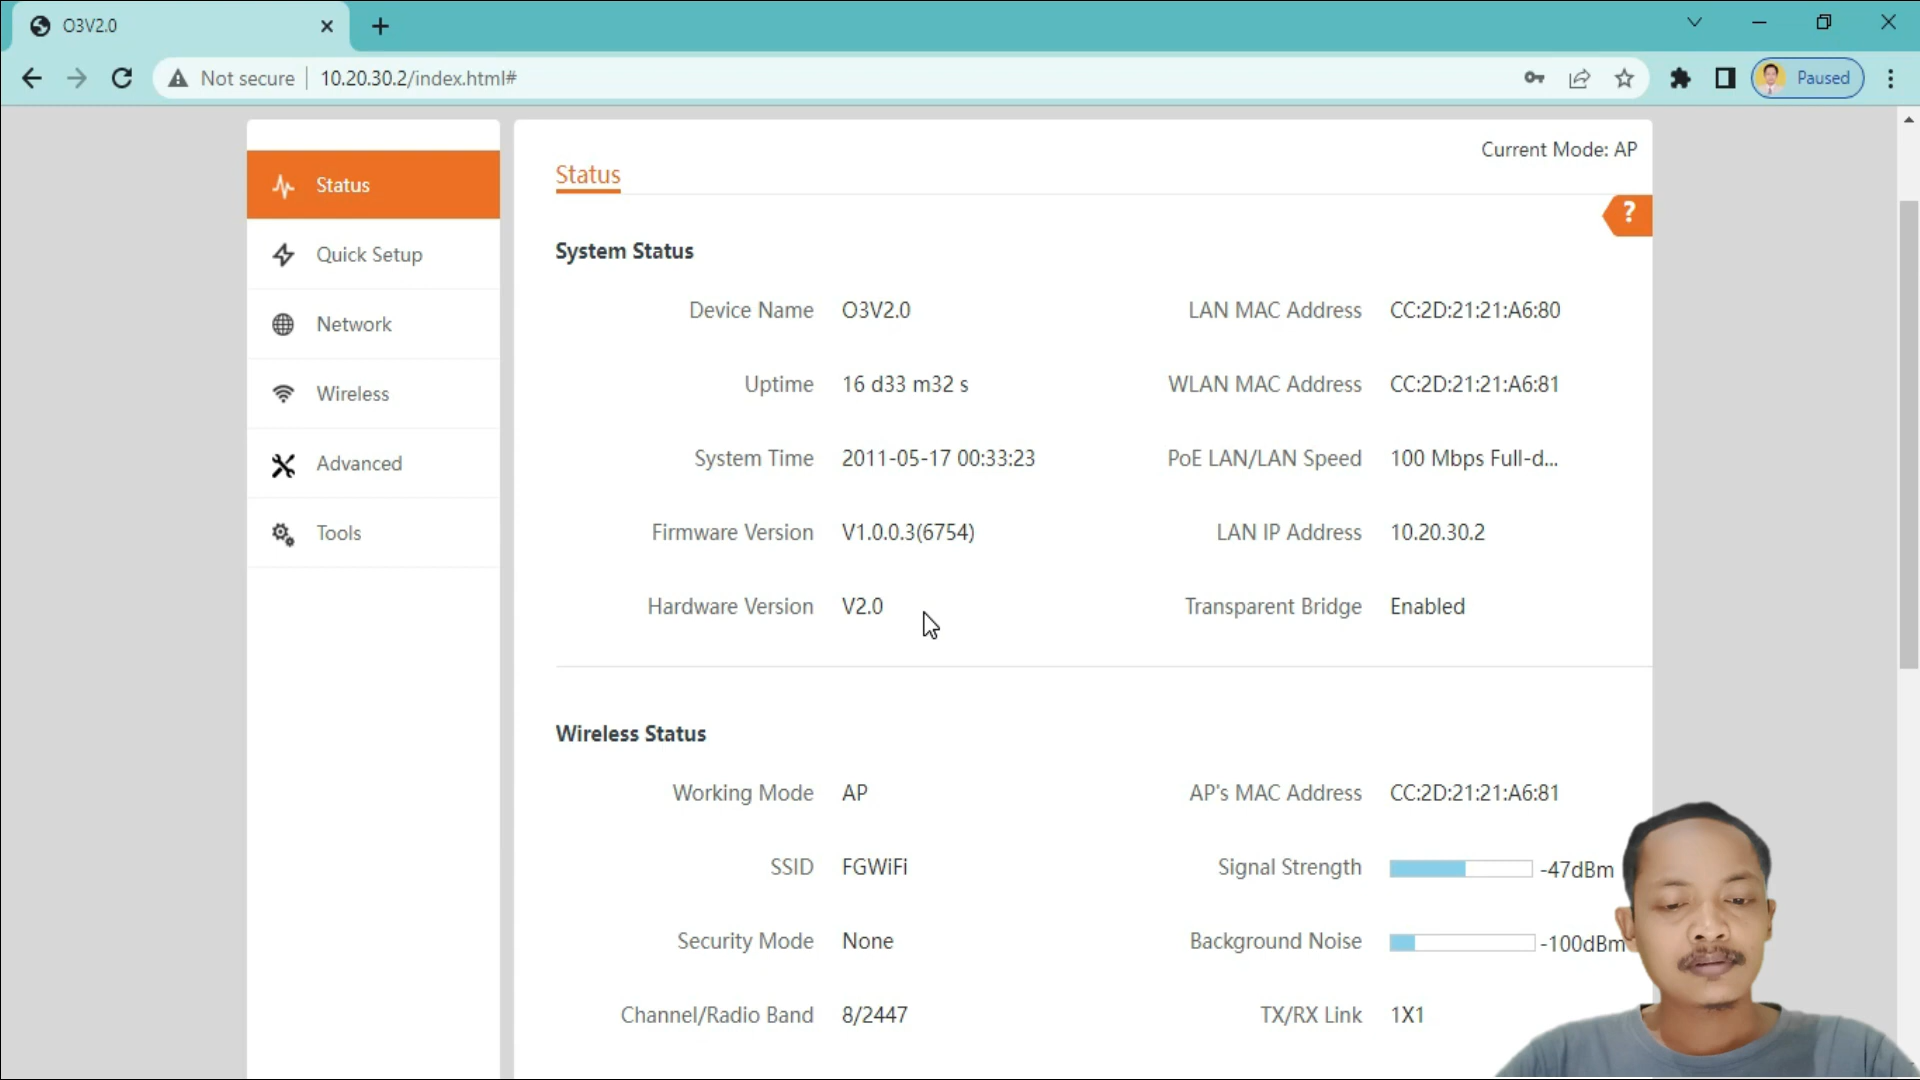 O3V2.0
Not secure
10.20.30.2/index.html#
Paused
Current Mode: AP
Status
Quick Setup
Network
Wireless
Advanced
Tools
Status
?
System Status
Device Name O3V2.0 LAN MAC Address CC:2D:21:21:A6:80
Uptime 16 d33 m32 s WLAN MAC Address CC:2D:21:21:A6:81
System Time 2011-05-17 00:33:23 PoE LAN/LAN Speed 100 Mbps Full-d...
Firmware Version V1.0.0.3(6754) LAN IP Address 10.20.30.2
Hardware Version V2.0 Transparent Bridge Enabled
Wireless Status
Working Mode AP AP's MAC Address CC:2D:21:21:A6:81
SSID FGWiFi Signal Strength -47dBm
Security Mode None Background Noise -100dBm
Channel/Radio Band 8/2447 TX/RX Link 1X1